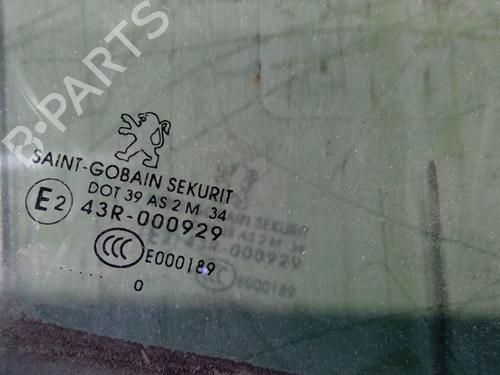 B-PARTS
SAINT-GOBAIN SEKURIT
DOT 39 AS 2 M 34
E2 43R-000929
CCC E000189
..... 0